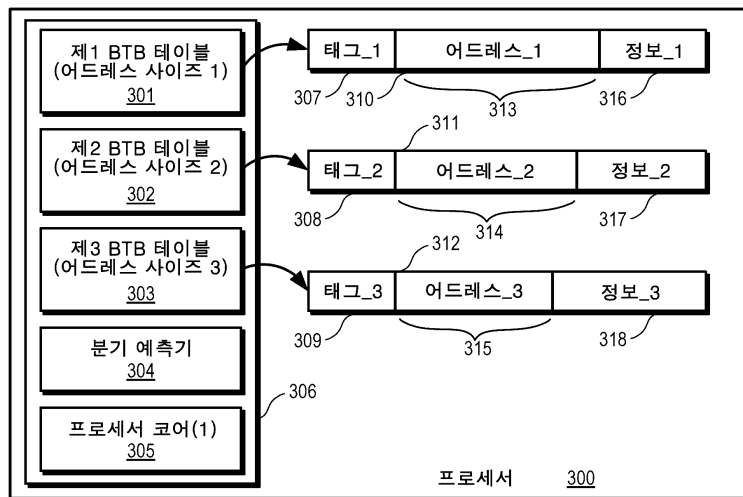 제1 BTB 테이블
(어드레스 사이즈 1)
301
태그_1 어드레스_1 정보_1
307 310 313 316
제2 BTB 테이블
(어드레스 사이즈 2)
302
311
태그_2 어드레스_2 정보_2
308 314 317
제3 BTB 테이블
(어드레스 사이즈 3)
303
312
태그_3 어드레스_3 정보_3
309 315 318
분기 예측기
304
306
프로세서 코어(1)
305
프로세서 300